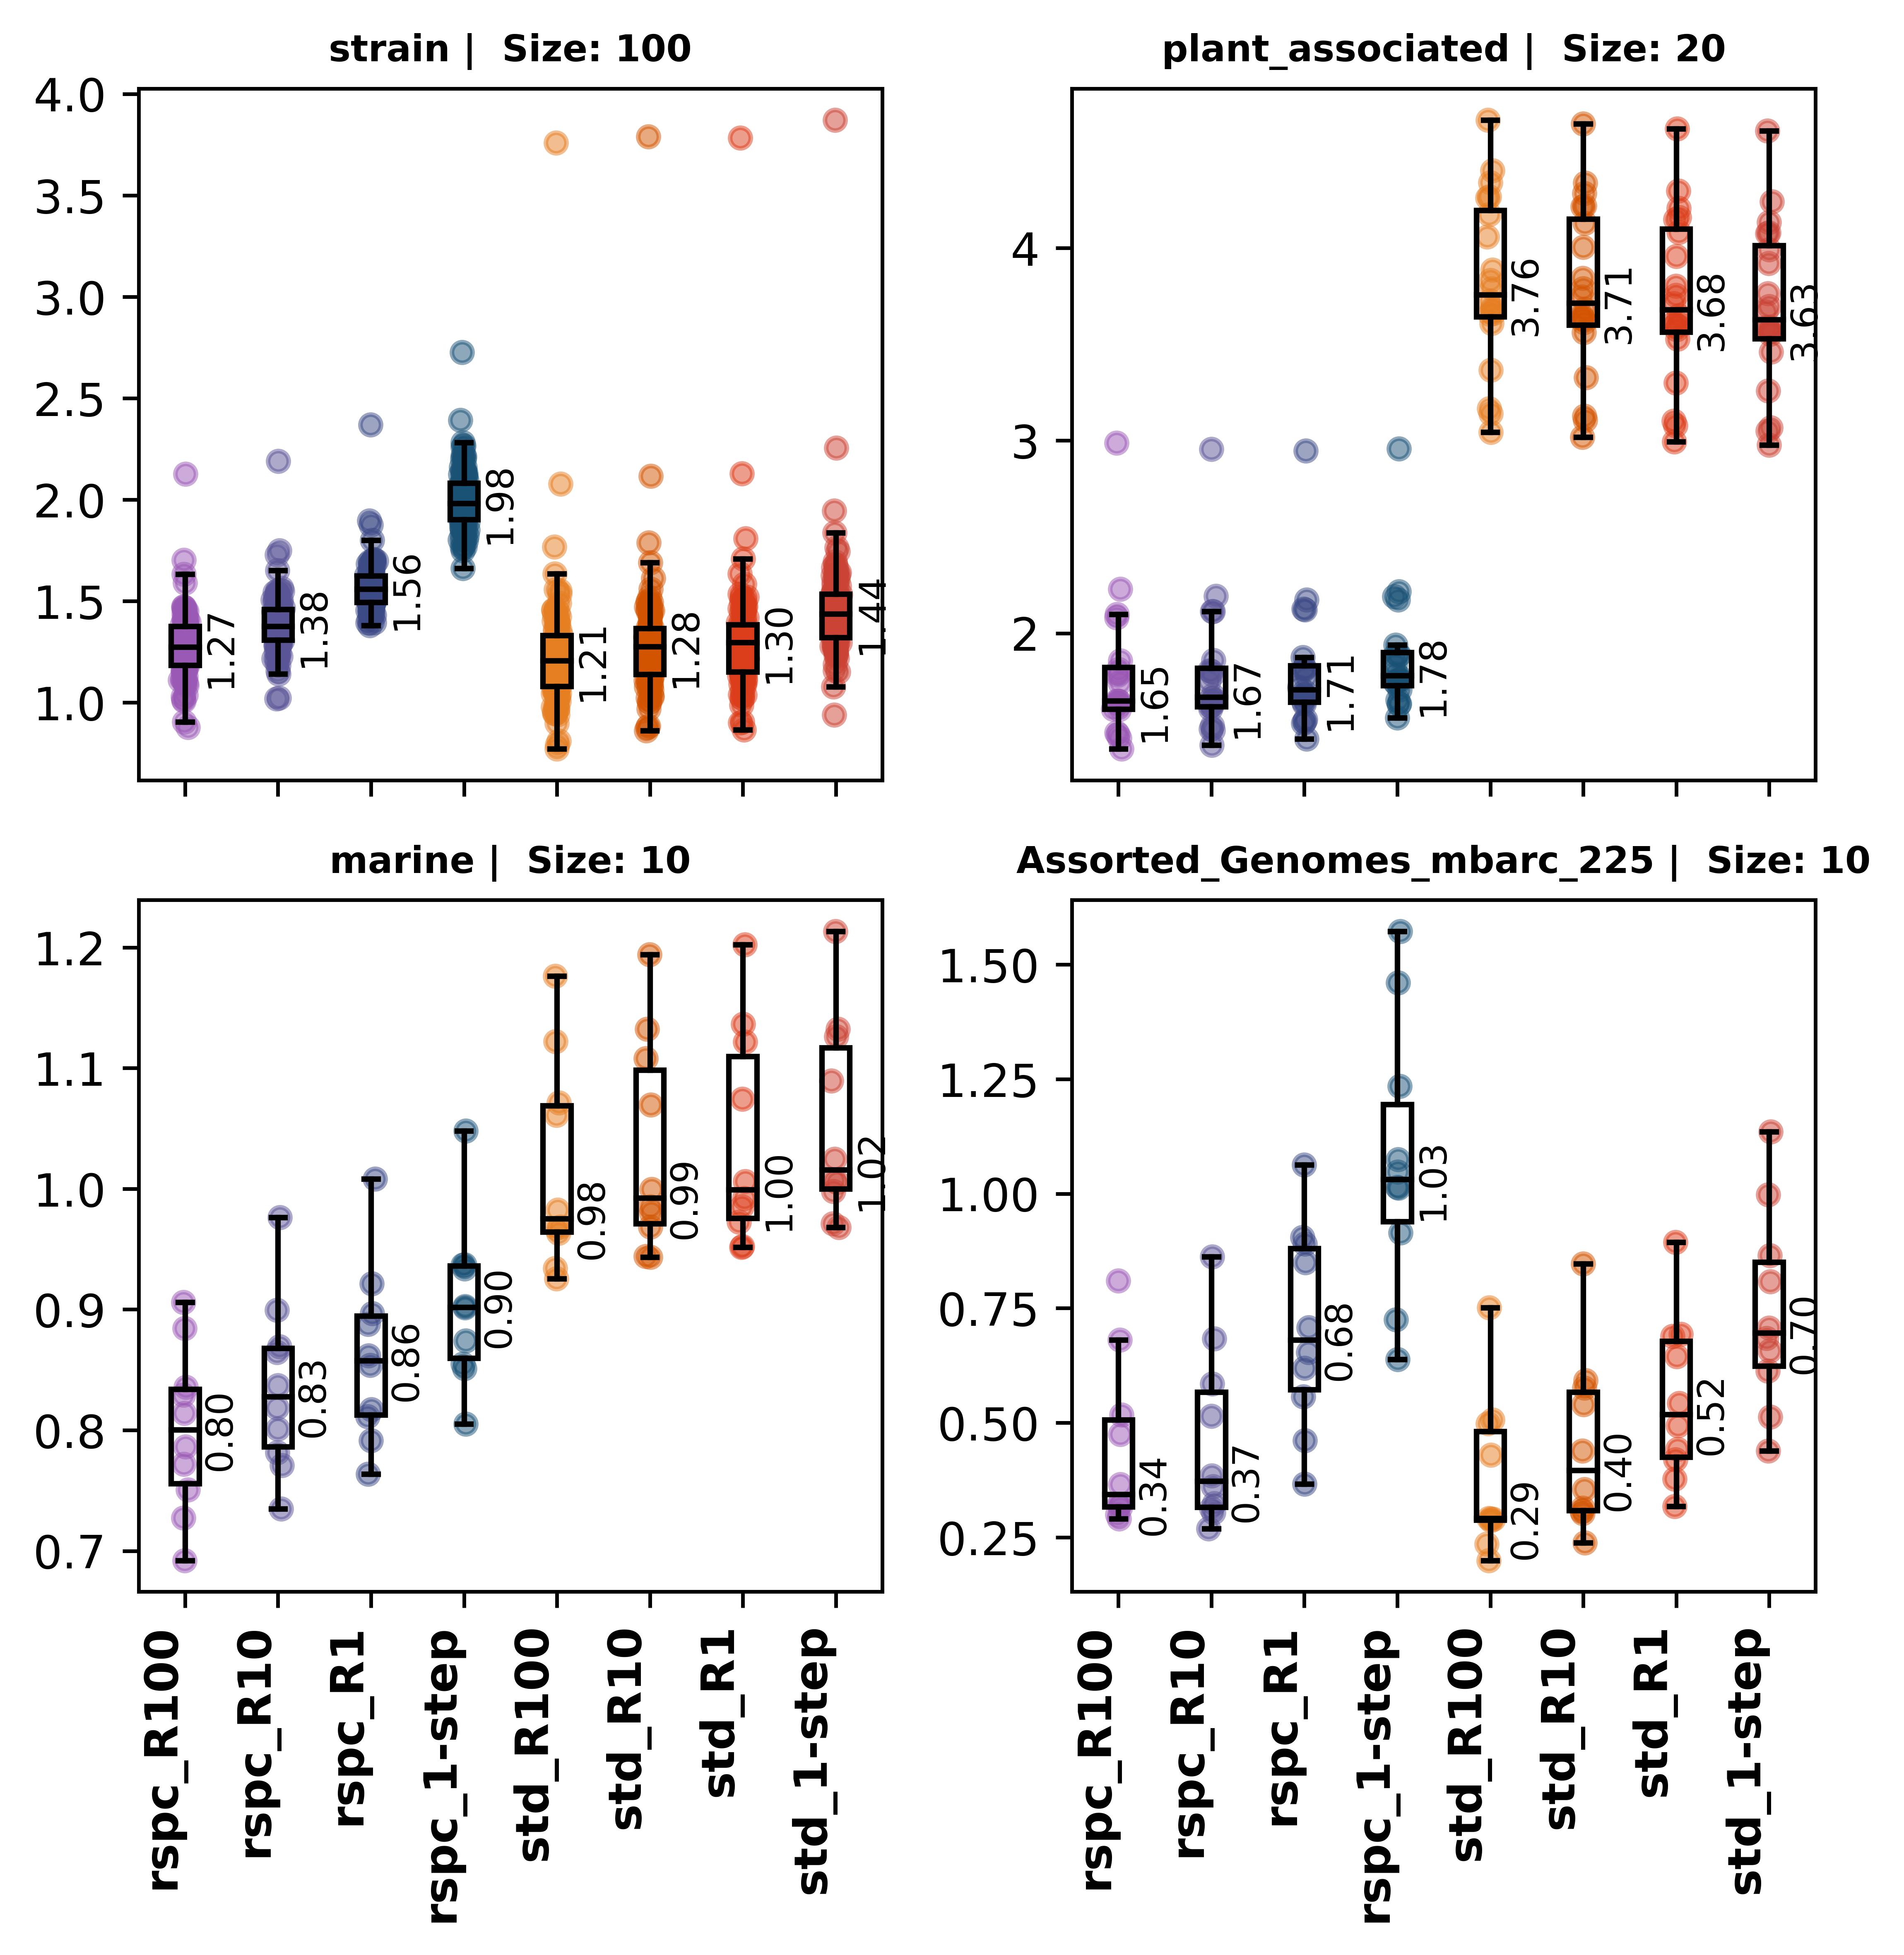 strain |  Size: 100
4.0
3.5
3.0
2.5
2.0
1.5
1.0
1.27
1.38
1.56
1.98
1.21
1.28
1.30
1.44
plant_associated |  Size: 20
4
3
2
1.65
1.67
1.71
1.78
3.76
3.71
3.68
3.63
marine |  Size: 10
1.2
1.1
1.0
0.9
0.8
0.7
0.80
0.83
0.86
0.90
0.98
0.99
1.00
1.02
rspc_R100
rspc_R10
rspc_R1
rspc_1-step
std_R100
std_R10
std_R1
std_1-step
Assorted_Genomes_mbarc_225 |  Size: 10
1.50
1.25
1.00
0.75
0.50
0.25
0.34
0.37
0.68
1.03
0.29
0.40
0.52
0.70
rspc_R100
rspc_R10
rspc_R1
rspc_1-step
std_R100
std_R10
std_R1
std_1-step